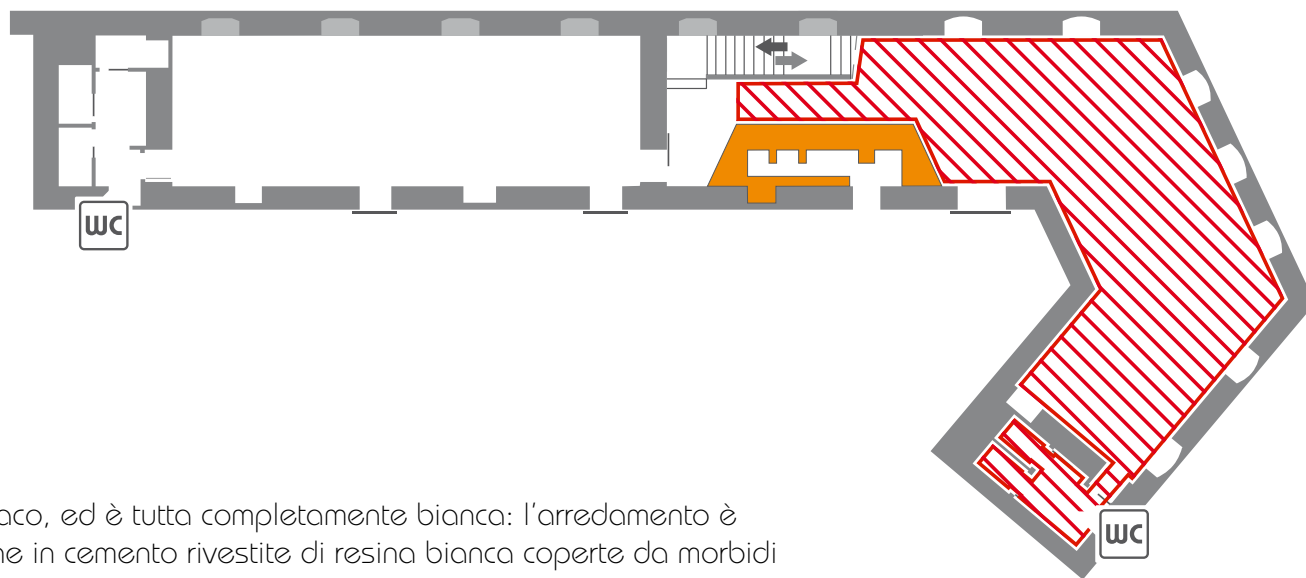 WC
aco, ed è tutta completamente bianca: l'arredamento è
ne in cemento rivestite di resina bianca coperte da morbidi
WC